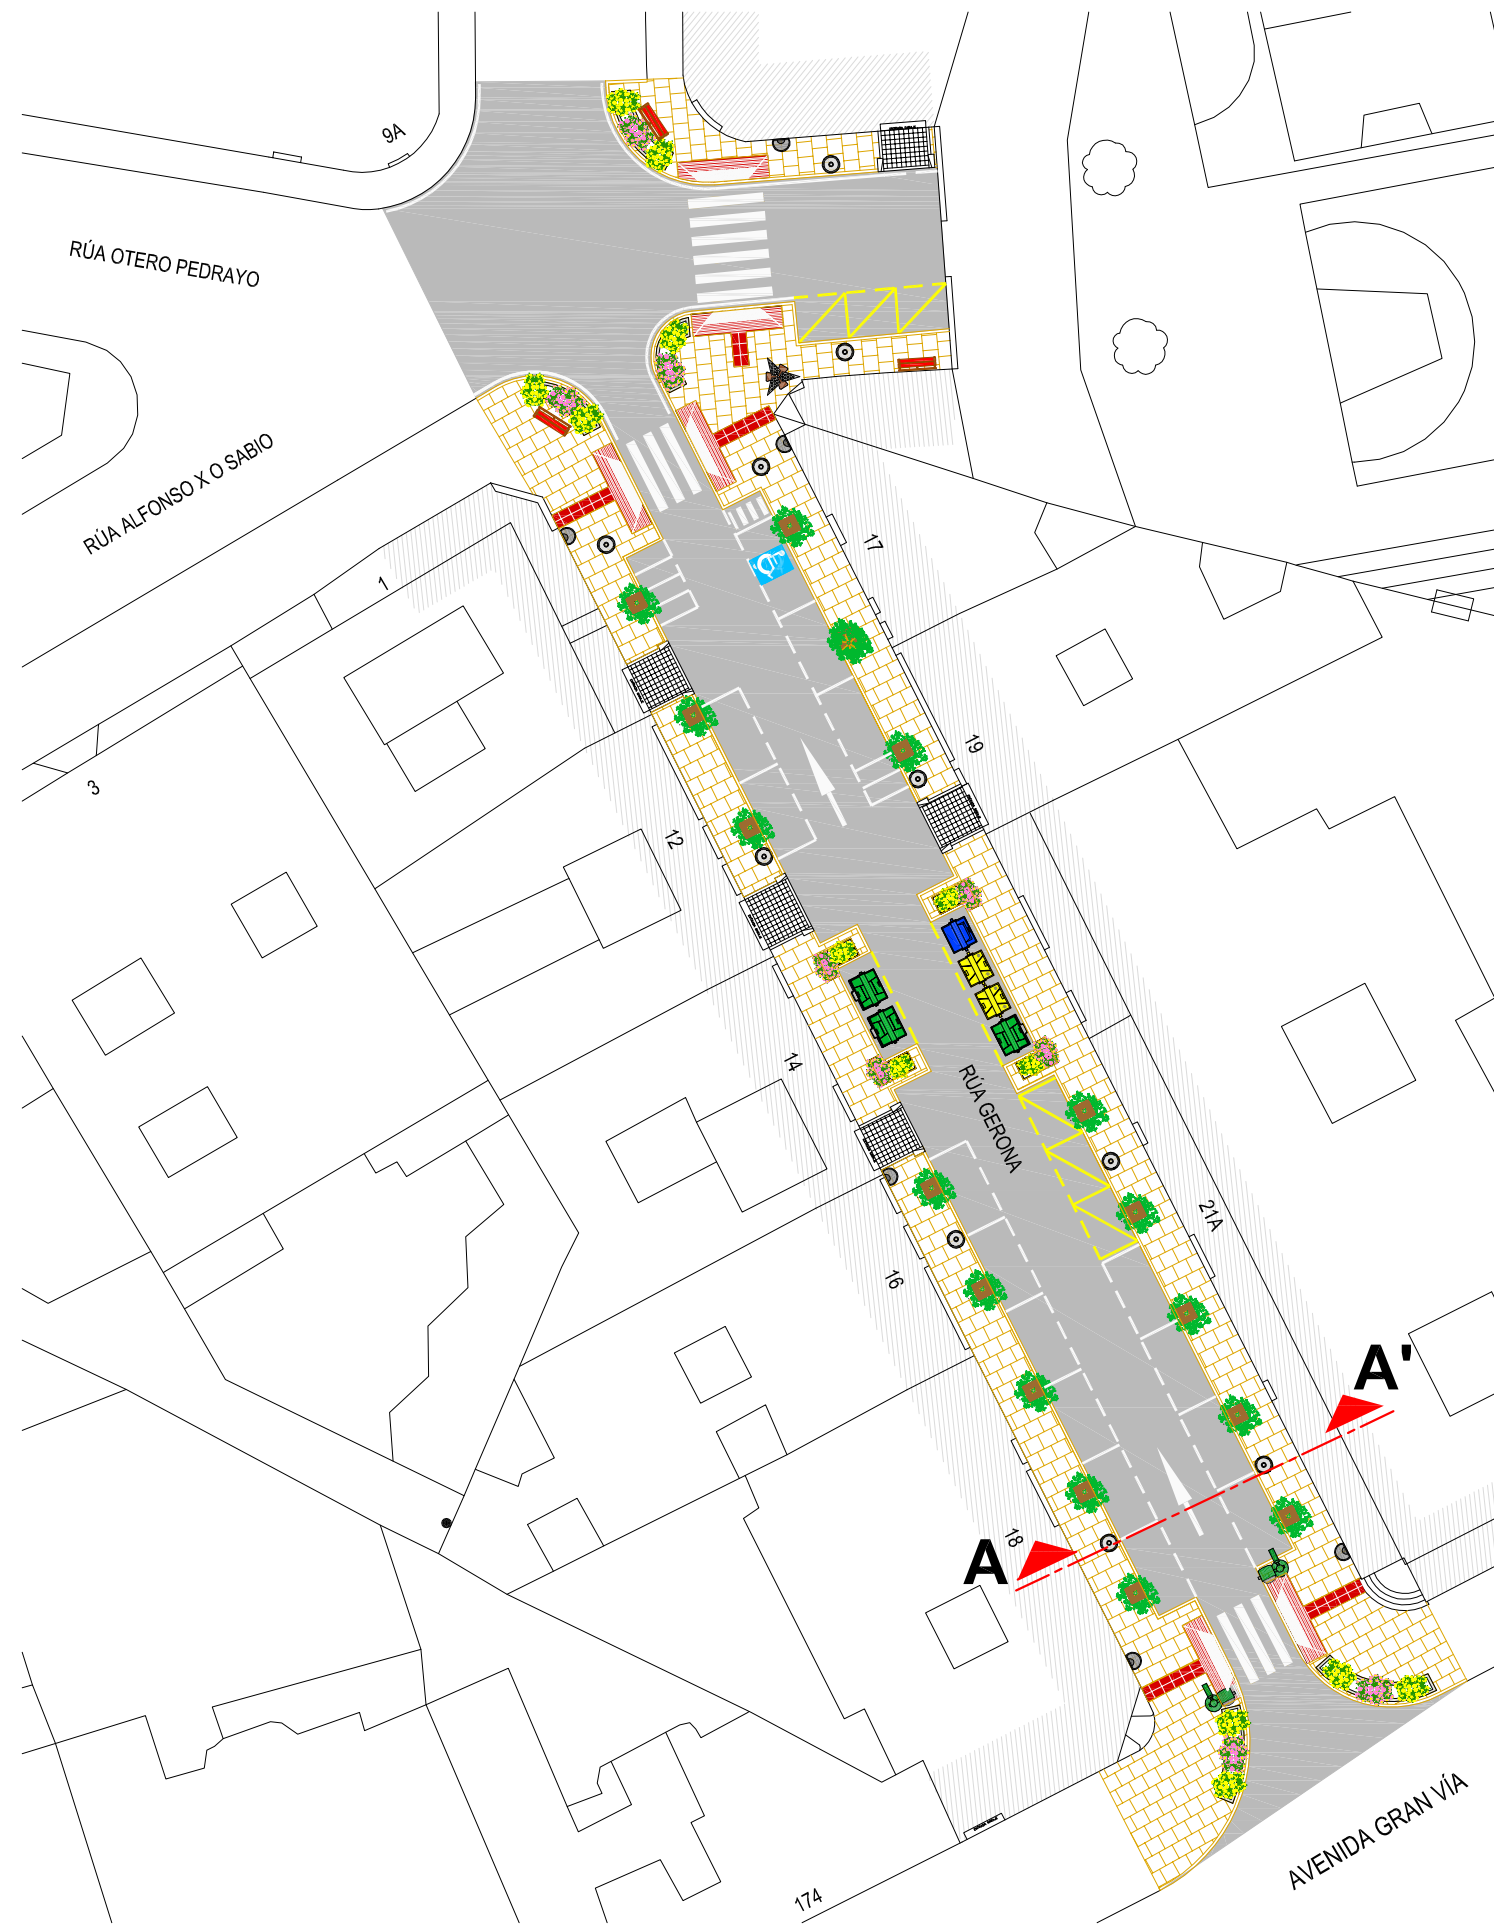 9A
RÚA OTERO PEDRAYO
RÚA ALFONSO X O SABIO
1
17
3
19
12
14
RÚA GERONA
21A
16
A'
18
A
AVENIDA GRAN VÍA
174